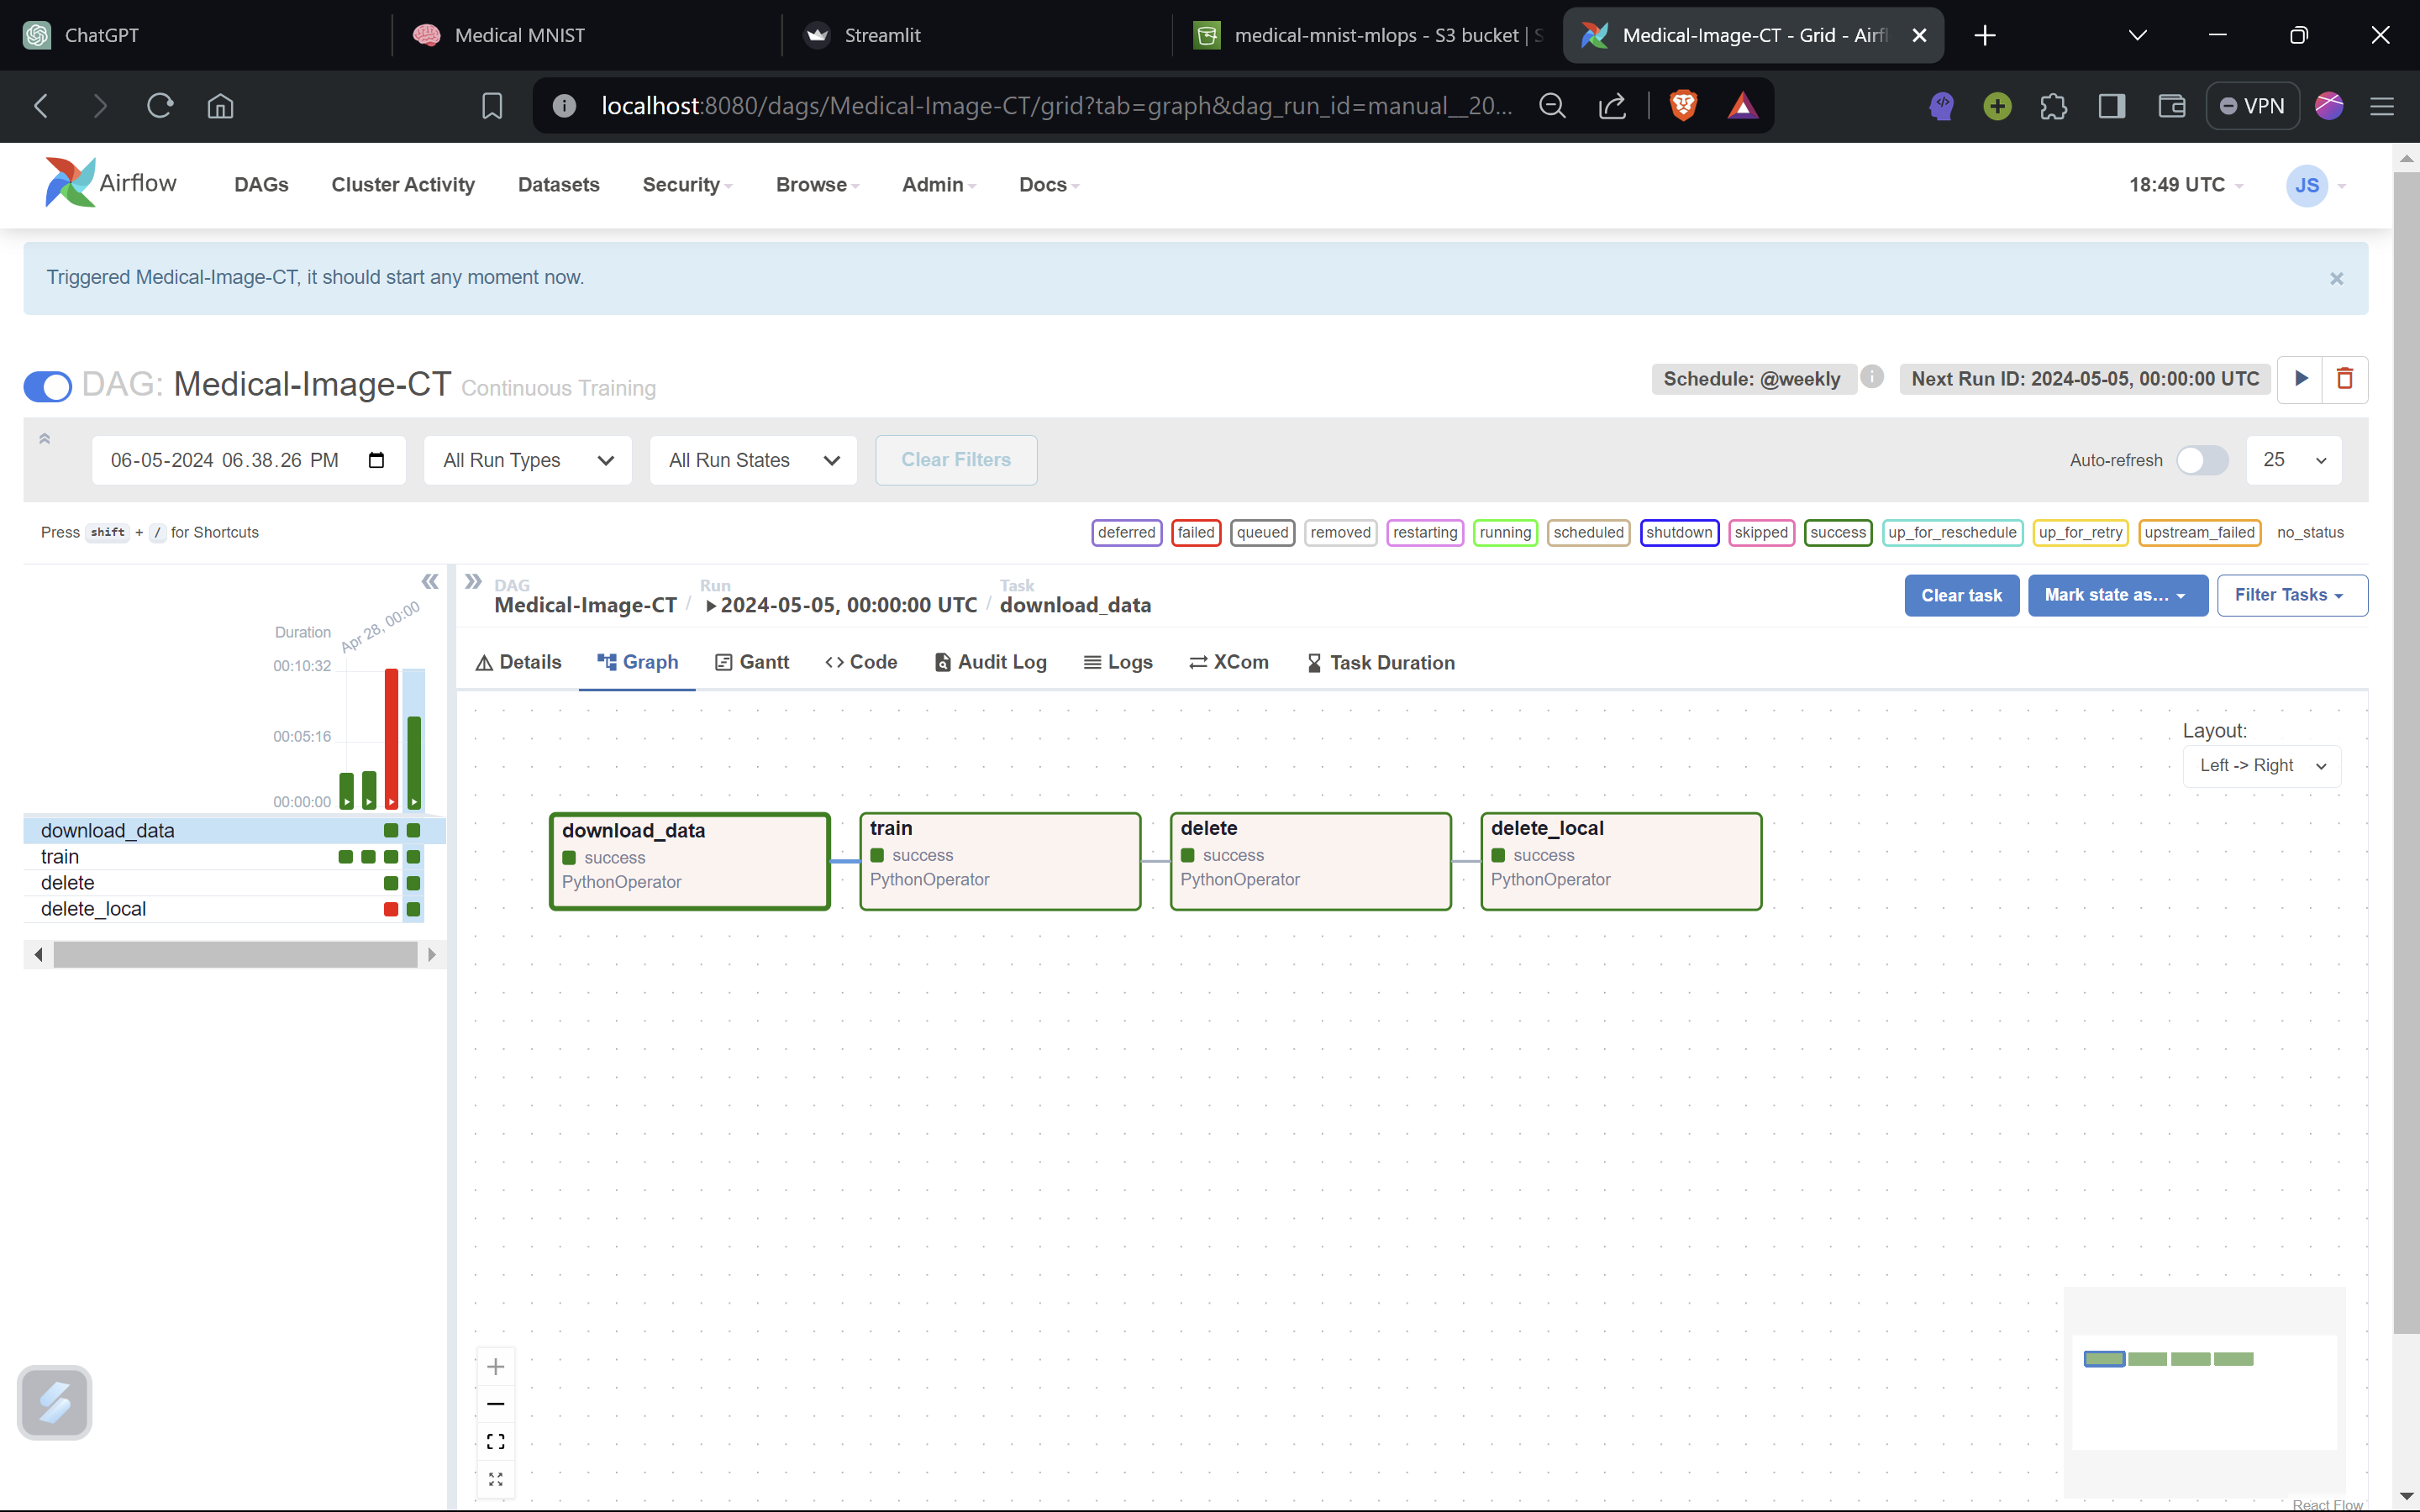 ChatGPT
Medical MNIST
Streamlit
medical-mnist-mlops - S3 bucket | S
Medical-Image-CT - Grid - Airfl
localhost:8080/dags/Medical-Image-CT/grid?tab=graph&dag_run_id=manual__20...
VPN
Airflow DAGs Cluster Activity Datasets Security Browse Admin Docs 18:49 UTC JS
Triggered Medical-Image-CT, it should start any moment now. ×
DAG: Medical-Image-CT Continuous Training Schedule: @weekly i Next Run ID: 2024-05-05, 00:00:00 UTC
06-05-2024 06.38.26 PM All Run Types All Run States Clear Filters Auto-refresh 25
Press shift + / for Shortcuts deferred failed queued removed restarting running scheduled shutdown skipped success up_for_reschedule up_for_retry upstream_failed no_status
DAG Run Task
Medical-Image-CT / 2024-05-05, 00:00:00 UTC / download_data
Clear task Mark state as... Filter Tasks
Details Graph Gantt Code Audit Log Logs XCom Task Duration
Apr 28, 00:00
Duration
00:10:32
00:05:16
00:00:00
download_data
train
delete
delete_local
Layout:
Left -> Right
download_data
success
PythonOperator
train
success
PythonOperator
delete
success
PythonOperator
delete_local
success
PythonOperator
React Flow